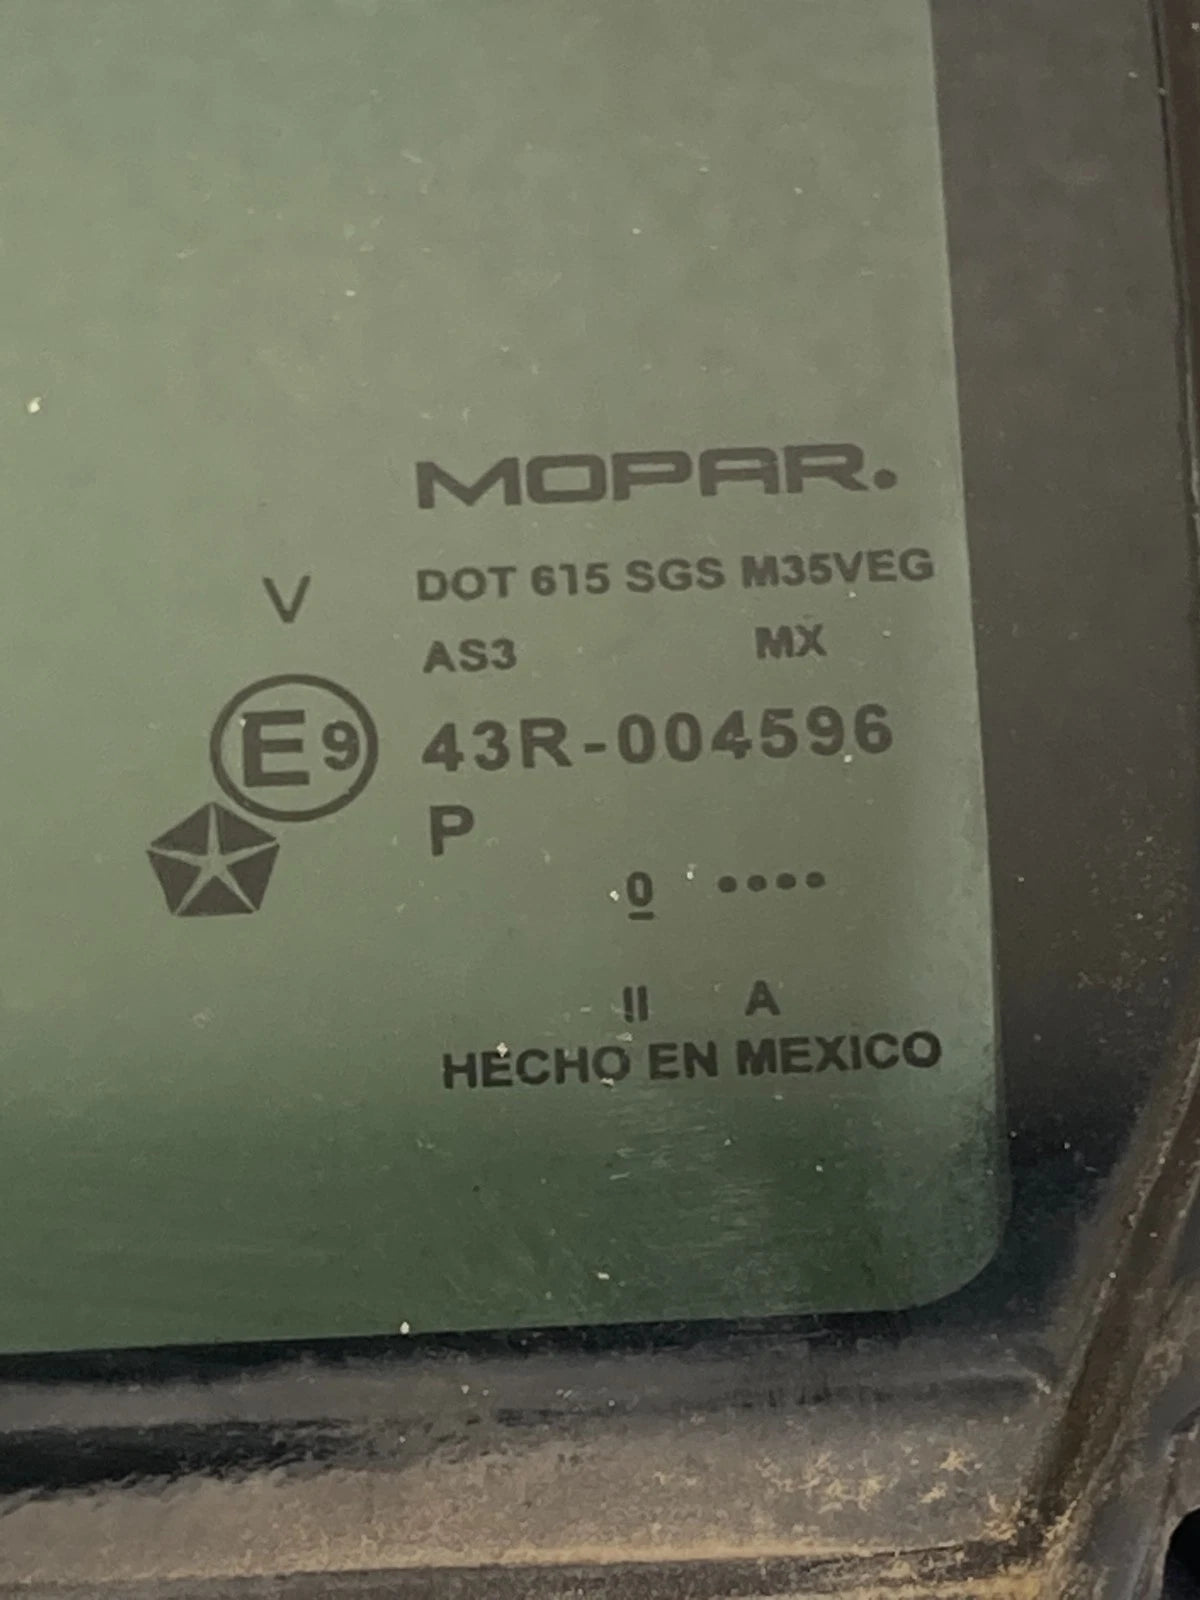 MOPAR.
DOT 615 SGS M35VEG
V
AS3 MX
E9 43R-004596
P
0 ••••
II A
HECHO EN MEXICO